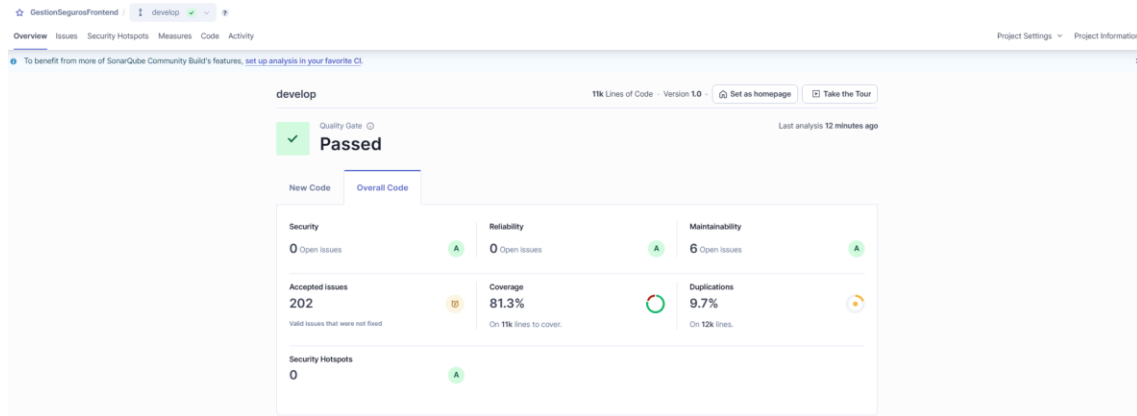 GestionSegurosFrontend / develop
Overview Issues Security Hotspots Measures Code Activity Project Settings Project Information
To benefit from more of SonarQube Community Build's features, set up analysis in your favorite CI.
develop 11k Lines of Code · Version 1.0 · Set as homepage Take the Tour
Quality Gate Last analysis 12 minutes ago
Passed
New Code Overall Code
Security Reliability Maintainability
0 Open issues A 0 Open issues A 6 Open issues A
Accepted issues Coverage Duplications
202 81.3% 9.7%
Valid issues that were not fixed On 11k lines to cover. On 12k lines.
Security Hotspots
0 A